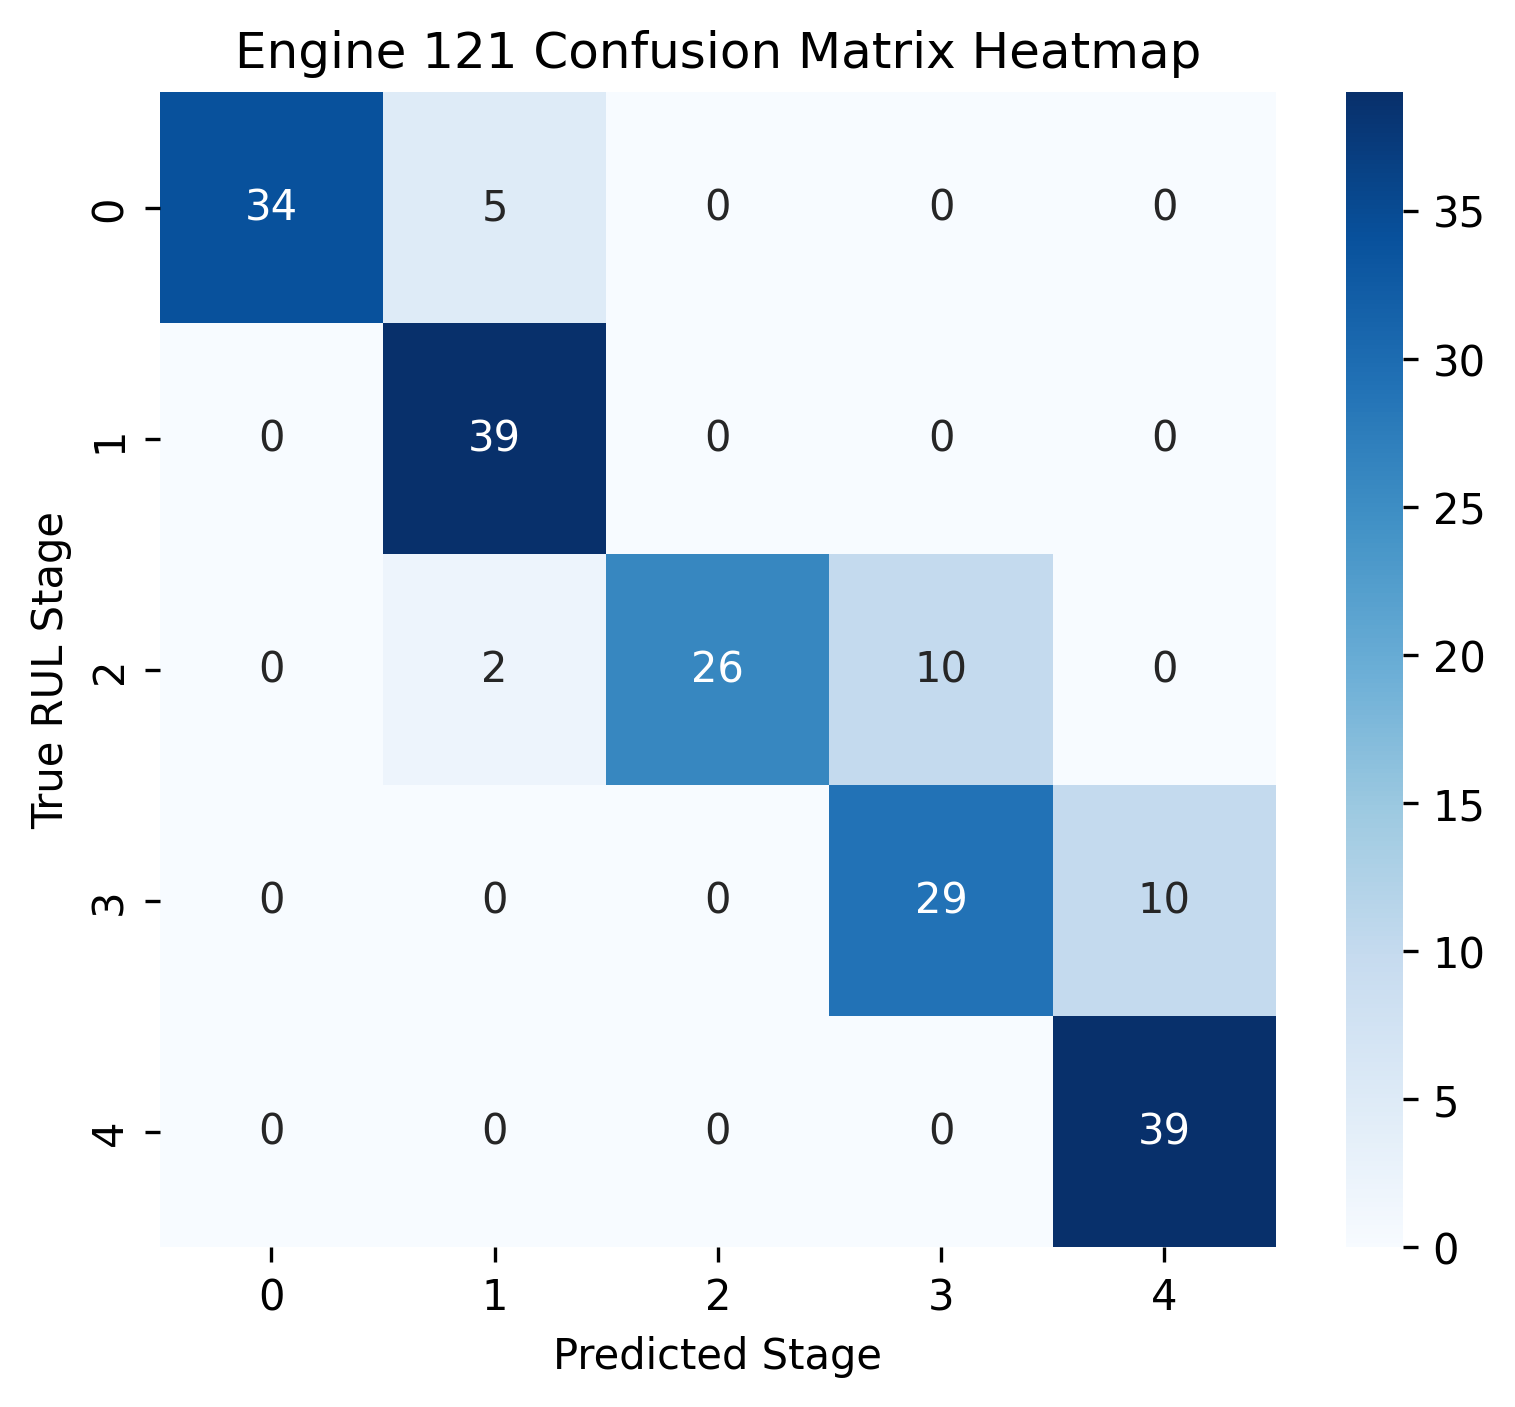 Engine 121 Confusion Matrix Heatmap
0 34 5 0 0 0
1 0 39 0 0 0
2 0 2 26 10 0
3 0 0 0 29 10
4 0 0 0 0 39
0 1 2 3 4
Predicted Stage
True RUL Stage
35
30
25
20
15
10
5
0